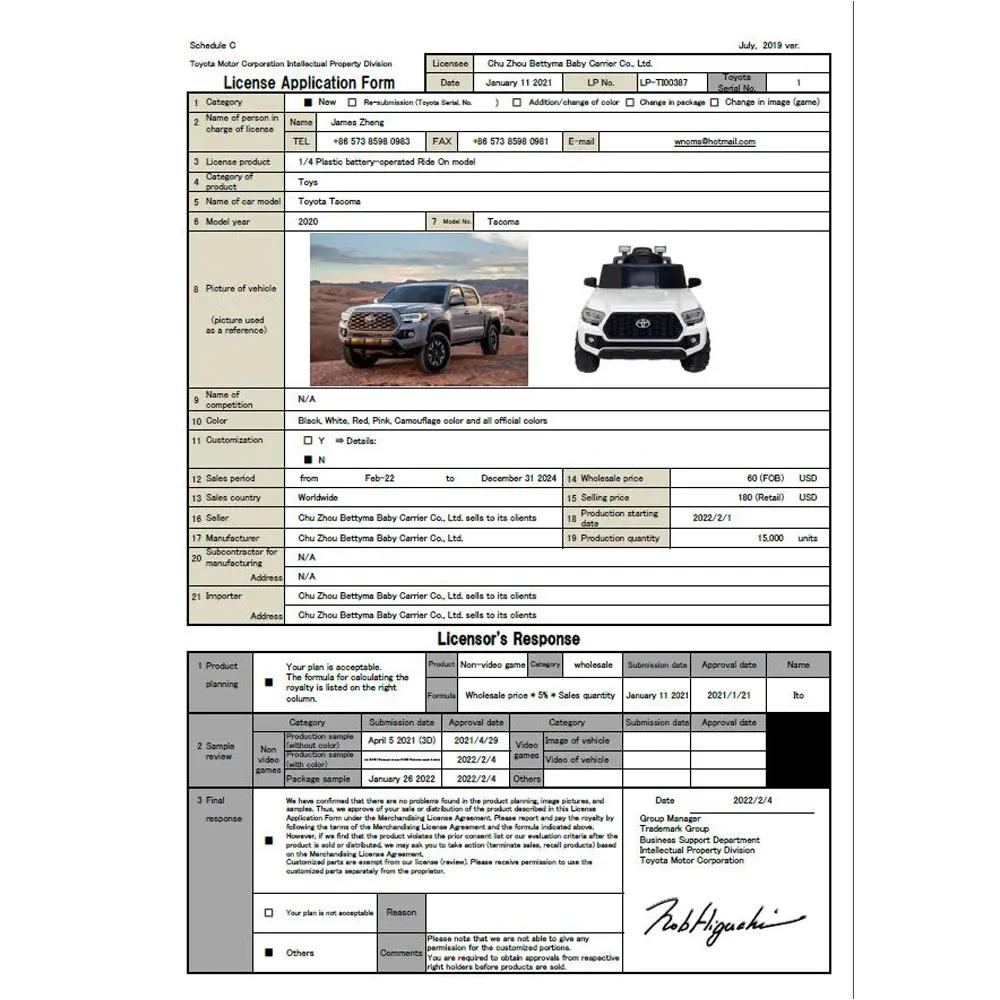 Schedule C
July, 2019 ver.
Toyota Motor Corporation Intellectual Property Division
License Application Form
Licensee Chu Zhou Bettyma Baby Carrier Co., Ltd.
Date January 11 2021 LP No. LP-TI00387 Toyota Serial No. 1
1 Category ■ New □ Re-submission (Toyota Serial. No. ) □ Addition/change of color □ Change in package □ Change in image (game)
2 Name of person in charge of license Name James Zheng
TEL +86 573 8598 0983 FAX +86 573 8598 0981 E-mail wncms@hotmail.com
3 License product 1/4 Plastic battery-operated Ride On model
4 Category of product Toys
5 Name of car model Toyota Tacoma
6 Model year 2020 7 Model No. Tacoma
8 Picture of vehicle
(picture used
as a reference)
9 Name of competition N/A
10 Color Black, White, Red, Pink, Camouflage color and all official colors
11 Customization □ Y ⇒ Details:
■ N
12 Sales period from Feb-22 to December 31 2024 14 Wholesale price 60 (FOB) USD
13 Sales country Worldwide 15 Selling price 180 (Retail) USD
16 Seller Chu Zhou Bettyma Baby Carrier Co., Ltd. sells to its clients 18 Production starting date 2022/2/1
17 Manufacturer Chu Zhou Bettyma Baby Carrier Co., Ltd. 19 Production quantity 15,000 units
20 Subcontractor for manufacturing N/A
Address N/A
21 Importer Chu Zhou Bettyma Baby Carrier Co., Ltd. sells to its clients
Address Chu Zhou Bettyma Baby Carrier Co., Ltd. sells to its clients
Licensor's Response
1 Product planning ■ Your plan is acceptable.
The formula for calculating the
royalty is listed on the right
column.
Product Non-video game Category wholesale Submission date Approval date Name
Formula Wholesale price * 5% * Sales quantity January 11 2021 2021/1/21 Ito
2 Sample review
Category Submission date Approval date Category Submission date Approval date
Non video games Production sample (without color) April 5 2021 (3D) 2021/4/29 Video games Image of vehicle
Production sample (with color) 2022/2/4 Video of vehicle
Package sample January 26 2022 2022/2/4 Others
3 Final response
■ We have confirmed that there are no problems found in the product planning, image pictures, and
samples. Thus, we approve of your sale or distribution of the product described in this License
Application Form under the Merchandising License Agreement. Please report and pay the royalty by
following the terms of the Merchandising License Agreement and the formula indicated above.
However, if we find that the product violates the prior consent list or our evaluation criteria after the
product is sold or distributed, we may ask you to take action (terminate sales, recall products) based
on the Merchandising License Agreement.
Customized parts are exempt from our license (review). Please receive permission to use the
customized parts separately from the proprietor.
Date 2022/2/4
Group Manager
Trademark Group
Business Support Department
Intellectual Property Division
Toyota Motor Corporation
□ Your plan is not acceptable Reason
■ Others Comments Please note that we are not able to give any
permission for the customized portions.
You are required to obtain approvals from respective
right holders before products are sold.
Rob Higuchi